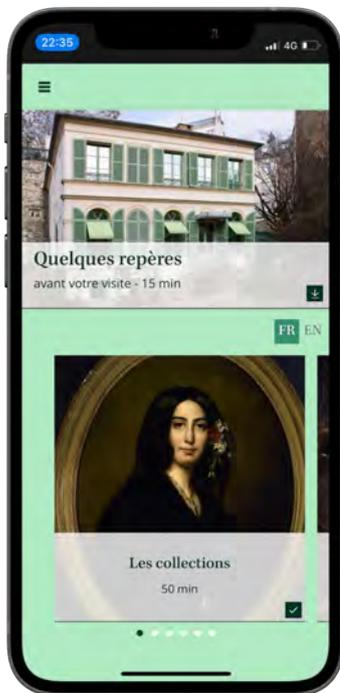 22:35
4G
Quelques repères
avant votre visite - 15 min
FR EN
Les collections
50 min